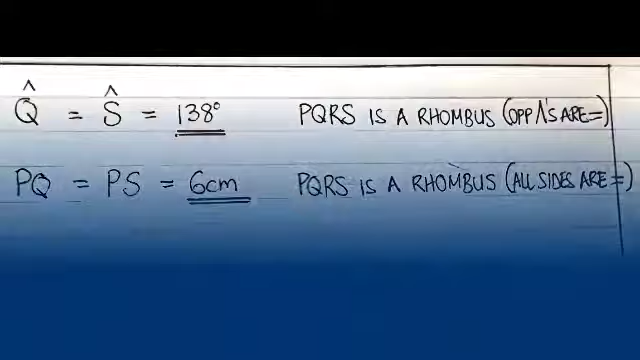 Q̂ = Ŝ = 138° PQRS IS A RHOMBUS (OPP ∧'S ARE =)
PQ = PS = 6cm PQRS IS A RHOMBUS (ALL SIDES ARE =)